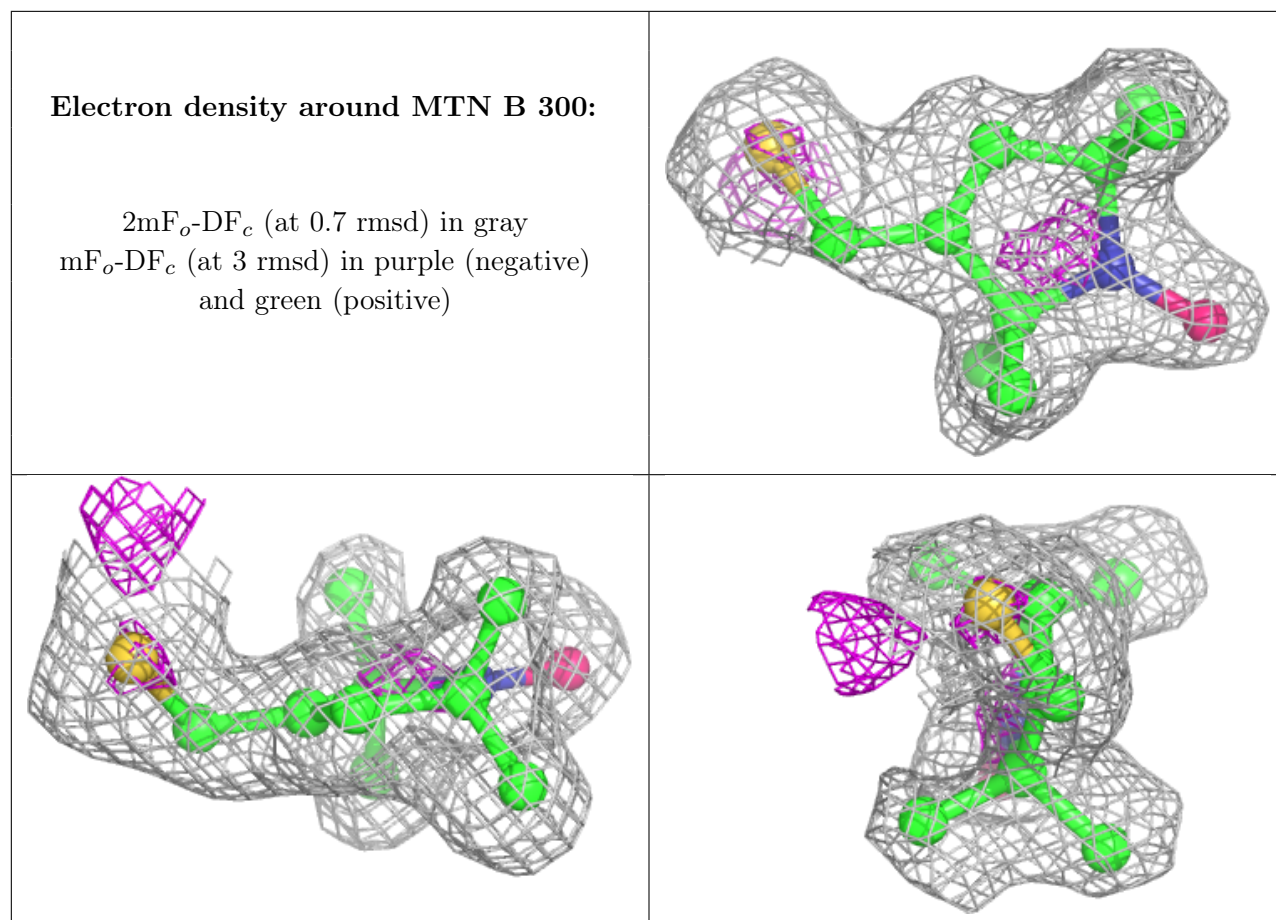 Electron density around MTN B 300:
2mFₒ-DF𝒸 (at 0.7 rmsd) in gray
mFₒ-DF𝒸 (at 3 rmsd) in purple (negative)
and green (positive)